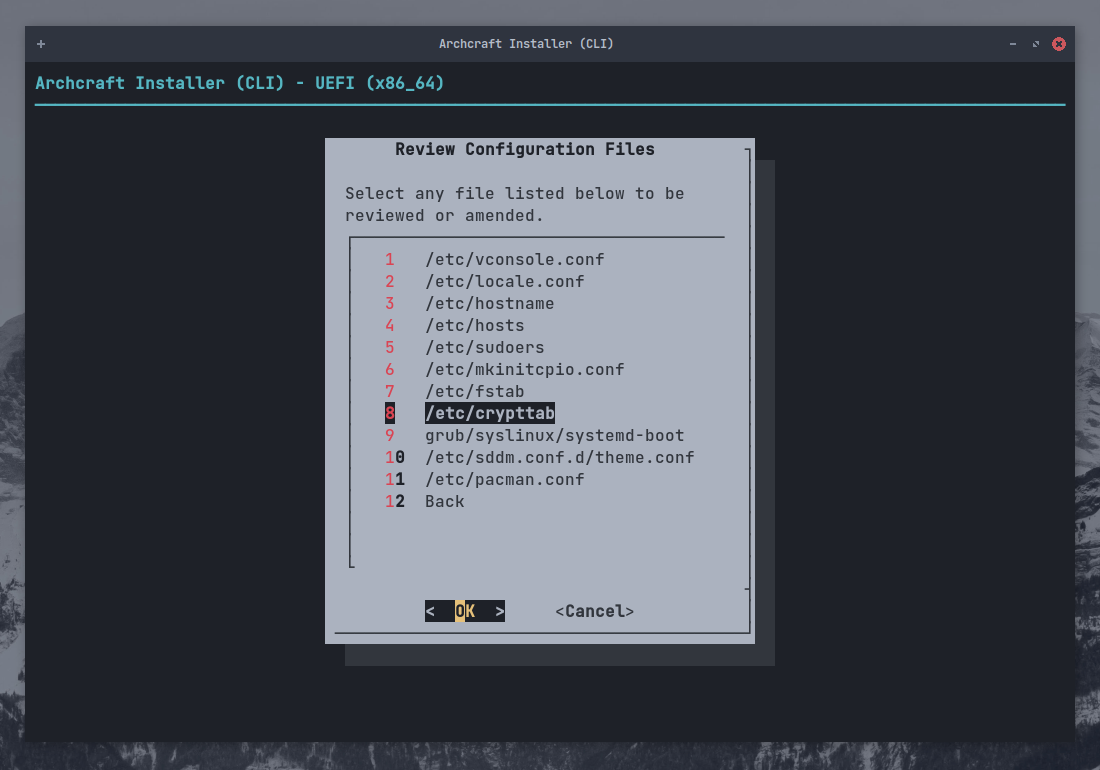 Archcraft Installer (CLI)
Archcraft Installer (CLI) - UEFI (x86_64)
Review Configuration Files
Select any file listed below to be
reviewed or amended.
1 /etc/vconsole.conf
2 /etc/locale.conf
3 /etc/hostname
4 /etc/hosts
5 /etc/sudoers
6 /etc/mkinitcpio.conf
7 /etc/fstab
8 /etc/crypttab
9 grub/syslinux/systemd-boot
10 /etc/sddm.conf.d/theme.conf
11 /etc/pacman.conf
12 Back
< OK > <Cancel>